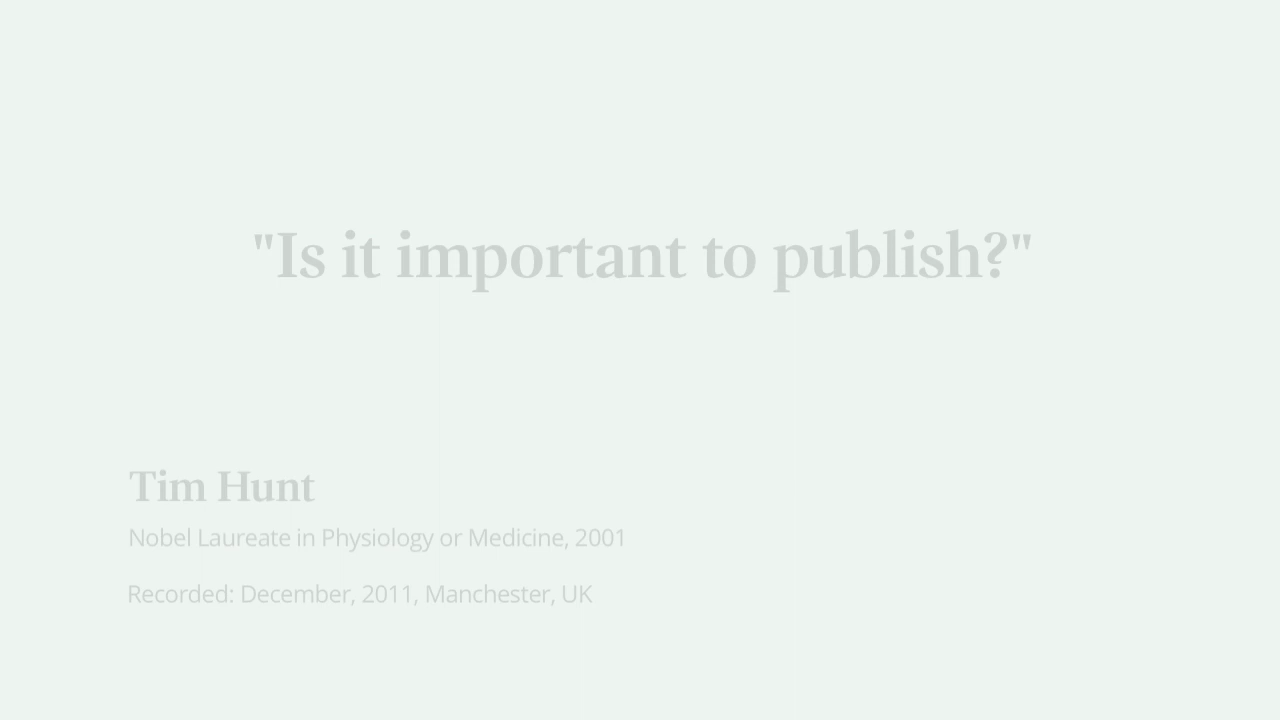 "Is it important to publish?"
Tim Hunt
Nobel Laureate in Physiology or Medicine, 2001
Recorded: December, 2011, Manchester, UK